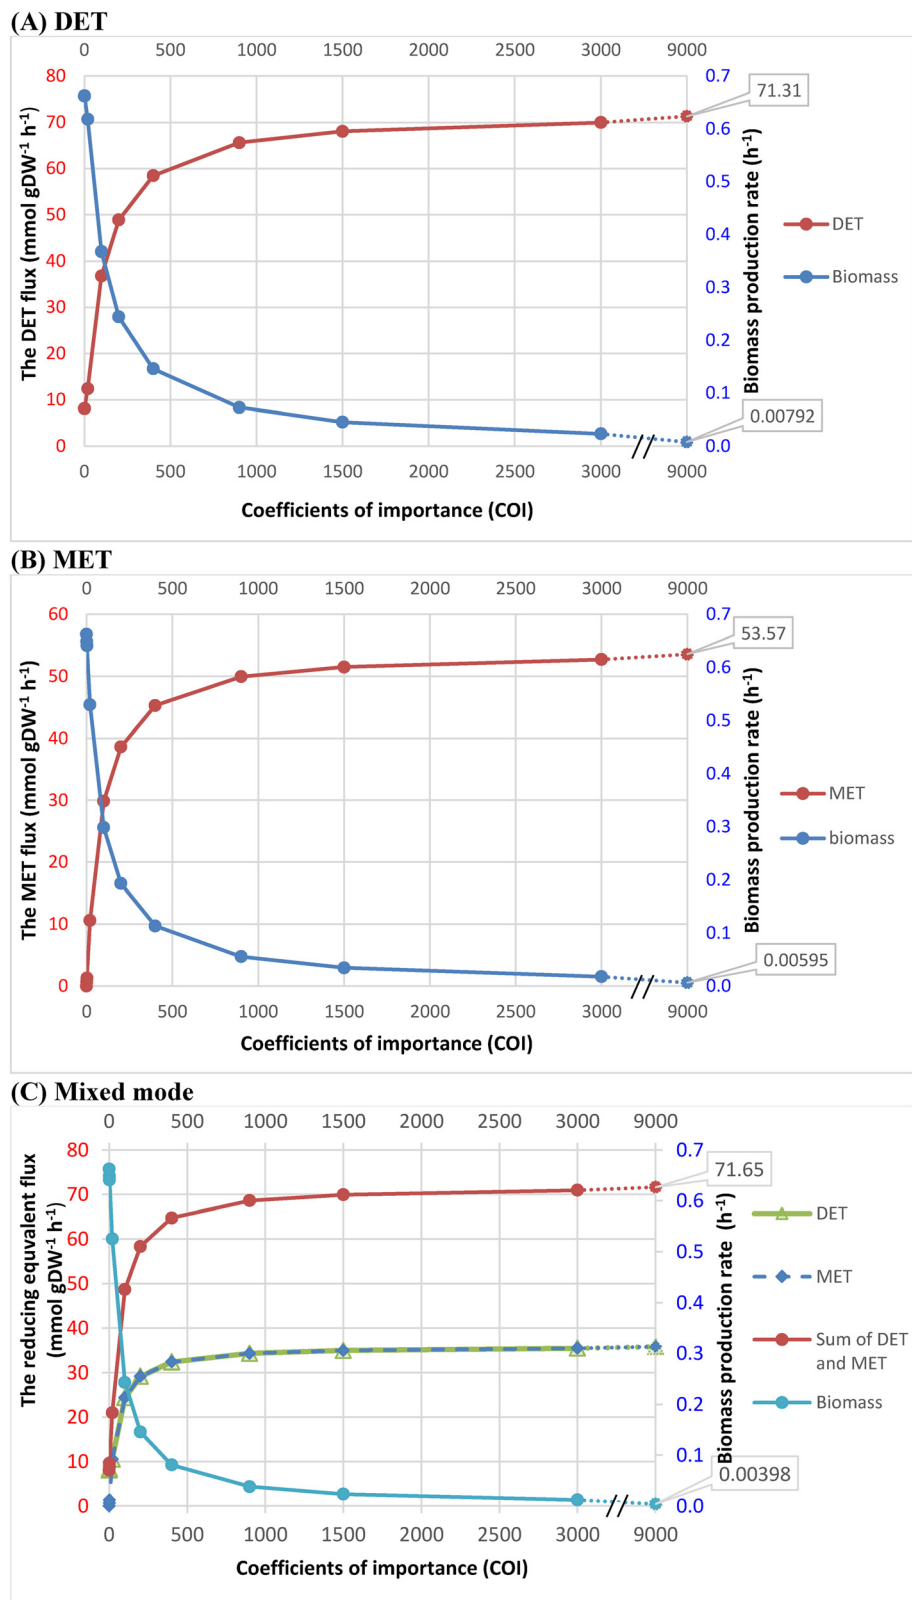 (A) DET
0 500 1000 1500 2000 2500 3000 9000
80 0.7
71.31
70 0.6
60 0.5
50 0.4
40 0.3
30 0.2
20 0.1
10 0.0
0
The DET flux (mmol gDW-1 h-1)
Biomass production rate (h-1)
DET
Biomass
0.00792
0 500 1000 1500 2000 2500 3000 9000
Coefficients of importance (COI)
(B) MET
0 500 1000 1500 2000 2500 3000 9000
60 0.7
53.57
50 0.6
40 0.5
30 0.4
20 0.3
10 0.2
0 0.1
0.0
The MET flux (mmol gDW-1 h-1)
Biomass production rate (h-1)
MET
biomass
0.00595
0 500 1000 1500 2000 2500 3000 9000
Coefficients of importance (COI)
(C) Mixed mode
0 500 1000 1500 2000 2500 3000 9000
80 0.7
71.65
70 0.6
60 0.5
50 0.4
40 0.3
30 0.2
20 0.1
10 0.0
0
The reducing equvalent flux
(mmol gDW-1 h-1)
Biomass production rate (h-1)
DET
MET
Sum of DET
and MET
Biomass
0.00398
0 500 1000 1500 2000 2500 3000 9000
Coefficients of importance (COI)